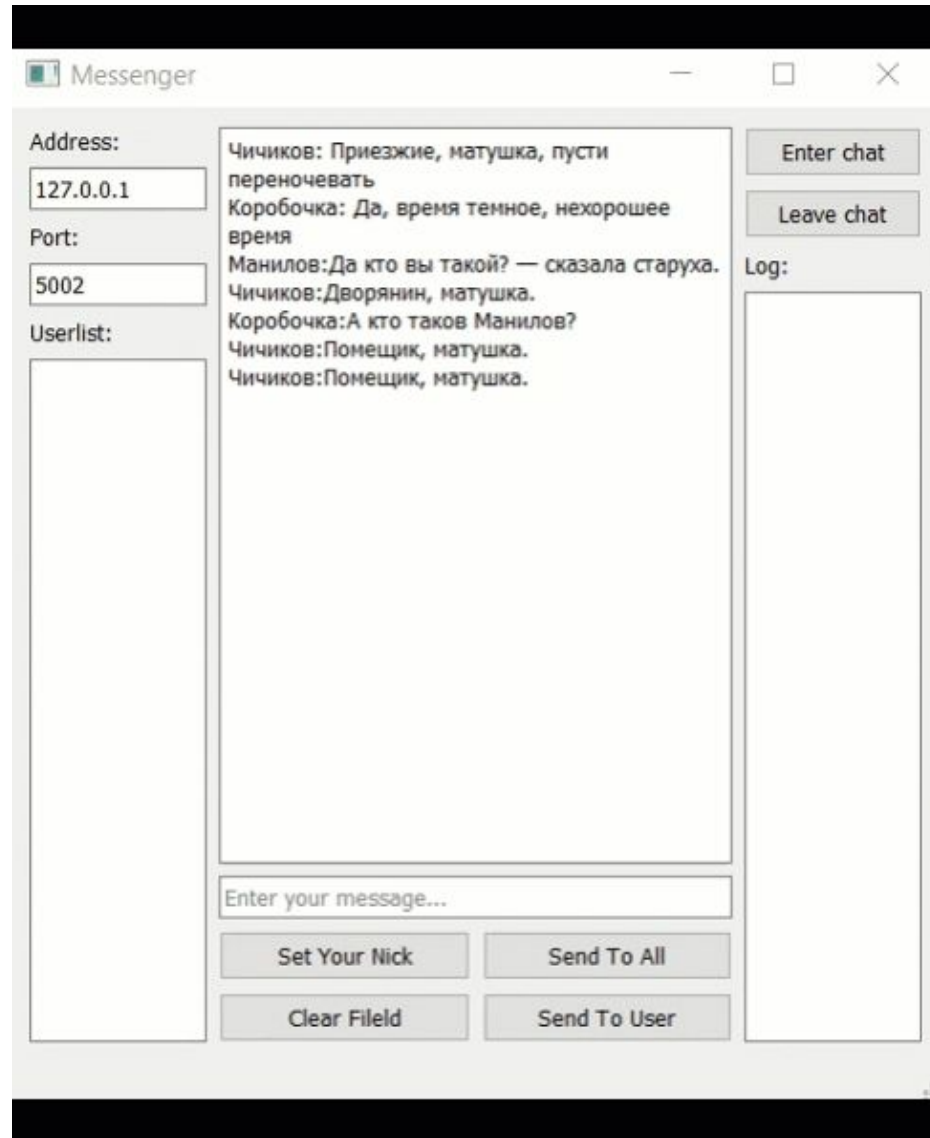 Messenger
Address:
127.0.0.1
Port:
5002
Userlist:
Чичиков: Приезжие, матушка, пусти
переночевать
Коробочка: Да, время темное, нехорошее
время
Манилов:Да кто вы такой? — сказала старуха.
Чичиков:Дворянин, матушка.
Коробочка:А кто таков Манилов?
Чичиков:Помещик, матушка.
Чичиков:Помещик, матушка.
Enter your message...
Set Your Nick
Send To All
Clear Fileld
Send To User
Enter chat
Leave chat
Log: